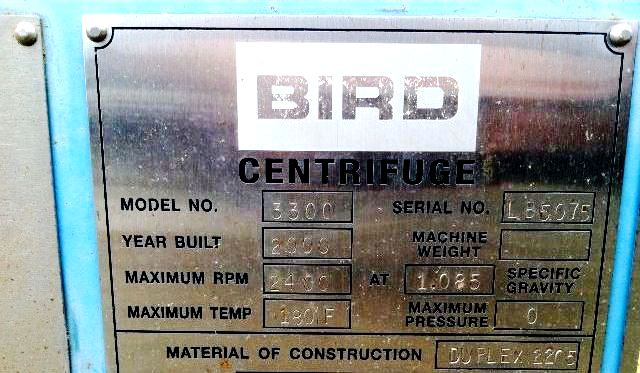 BIRD
CENTRIFUGE
MODEL NO. 3300 SERIAL NO. LB5075
YEAR BUILT MACHINE WEIGHT
MAXIMUM RPM 2400 AT 1.085 SPECIFIC GRAVITY
MAXIMUM TEMP 180 F MAXIMUM PRESSURE 0
MATERIAL OF CONSTRUCTION DUPLEX 2205